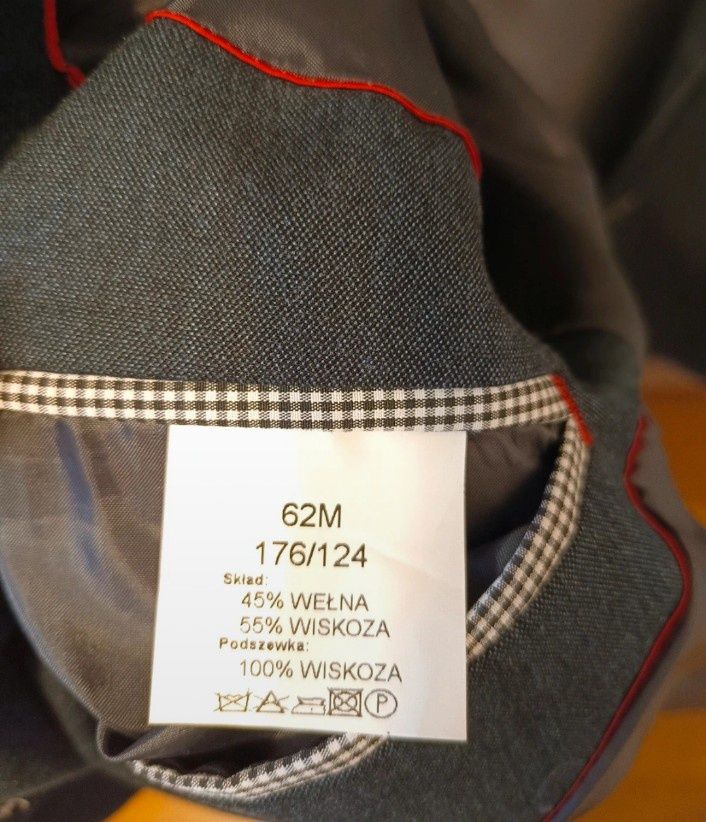 62M
176/124
Skład:
45% WEŁNA
55% WISKOZA
Podszewka:
100% WISKOZA
P